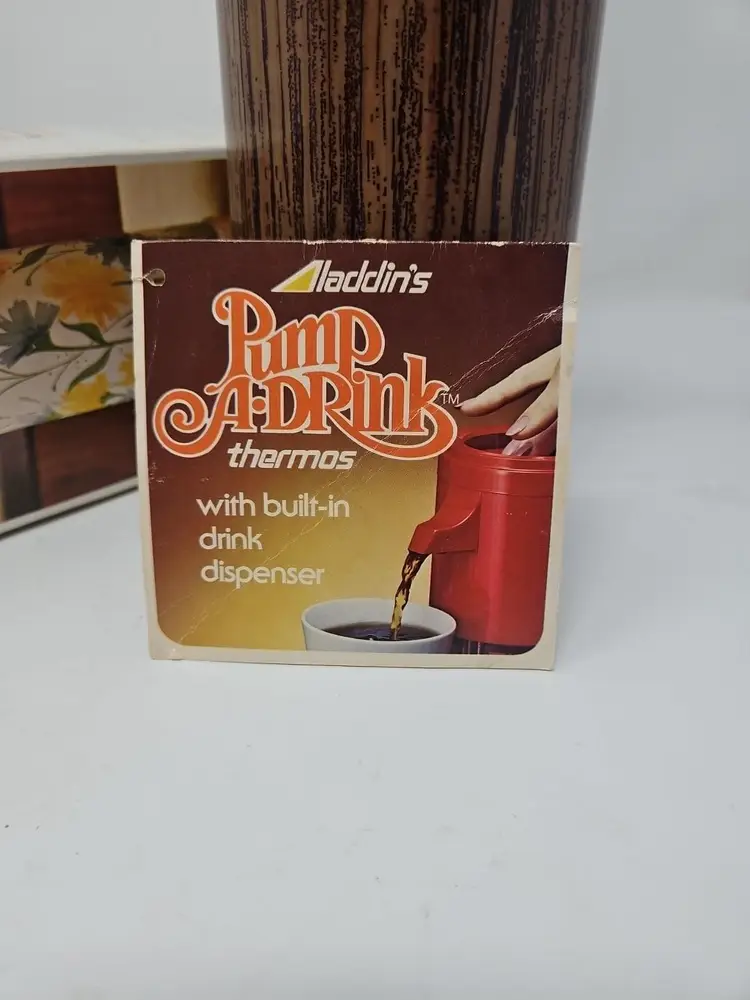 Aladdin's
Pump
A·DRink™
thermos
with built-in
drink
dispenser